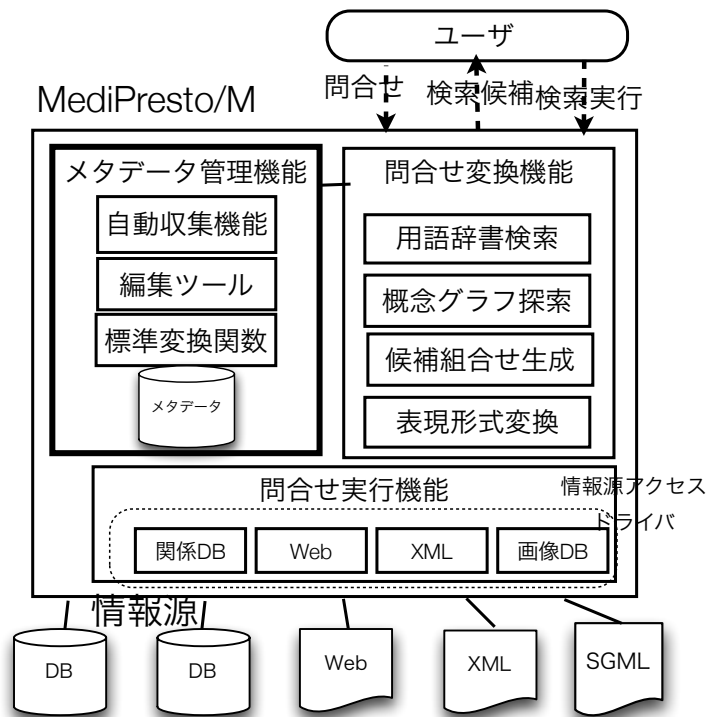 ユーザ
問合せ
検索候補
検索実行
MediPresto/M
メタデータ管理機能
自動収集機能
編集ツール
標準変換関数
メタデータ
問合せ変換機能
用語辞書検索
概念グラフ探索
候補組合せ生成
表現形式変換
問合せ実行機能
情報源アクセス
ドライバ
関係DB
Web
XML
画像DB
情報源
DB
DB
Web
XML
SGML